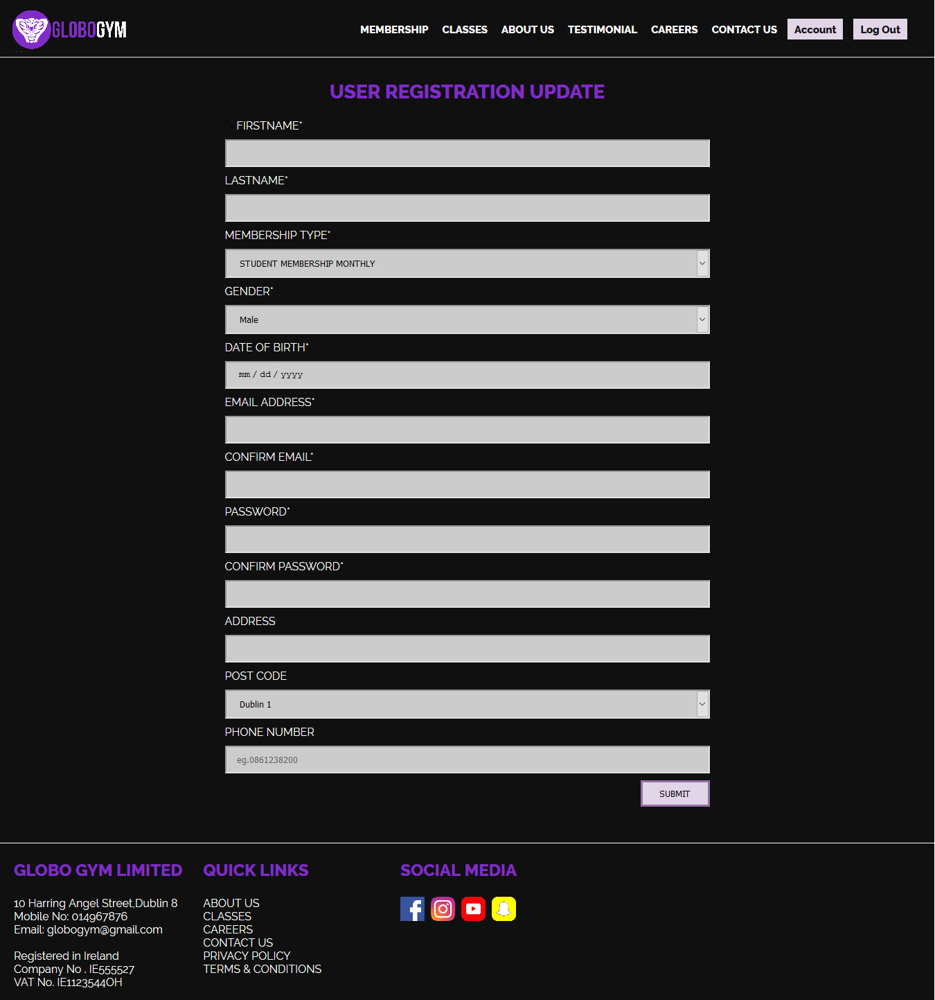 GLOBOGYM
MEMBERSHIP CLASSES ABOUT US TESTIMONIAL CAREERS CONTACT US Account Log Out
USER REGISTRATION UPDATE
"> FIRSTNAME*
LASTNAME*
MEMBERSHIP TYPE*
STUDENT MEMBERSHIP MONTHLY
GENDER*
Male
DATE OF BIRTH*
mm / dd / yyyy
EMAIL ADDRESS*
CONFIRM EMAIL*
PASSWORD*
CONFIRM PASSWORD*
ADDRESS
POST CODE
Dublin 1
PHONE NUMBER
eg.0861238200
SUBMIT
GLOBO GYM LIMITED
10 Harring Angel Street,Dublin 8
Mobile No: 014967876
Email: globogym@gmail.com
Registered in Ireland
Company No . IE555527
VAT No. IE1123544OH
QUICK LINKS
ABOUT US
CLASSES
CAREERS
CONTACT US
PRIVACY POLICY
TERMS & CONDITIONS
SOCIAL MEDIA